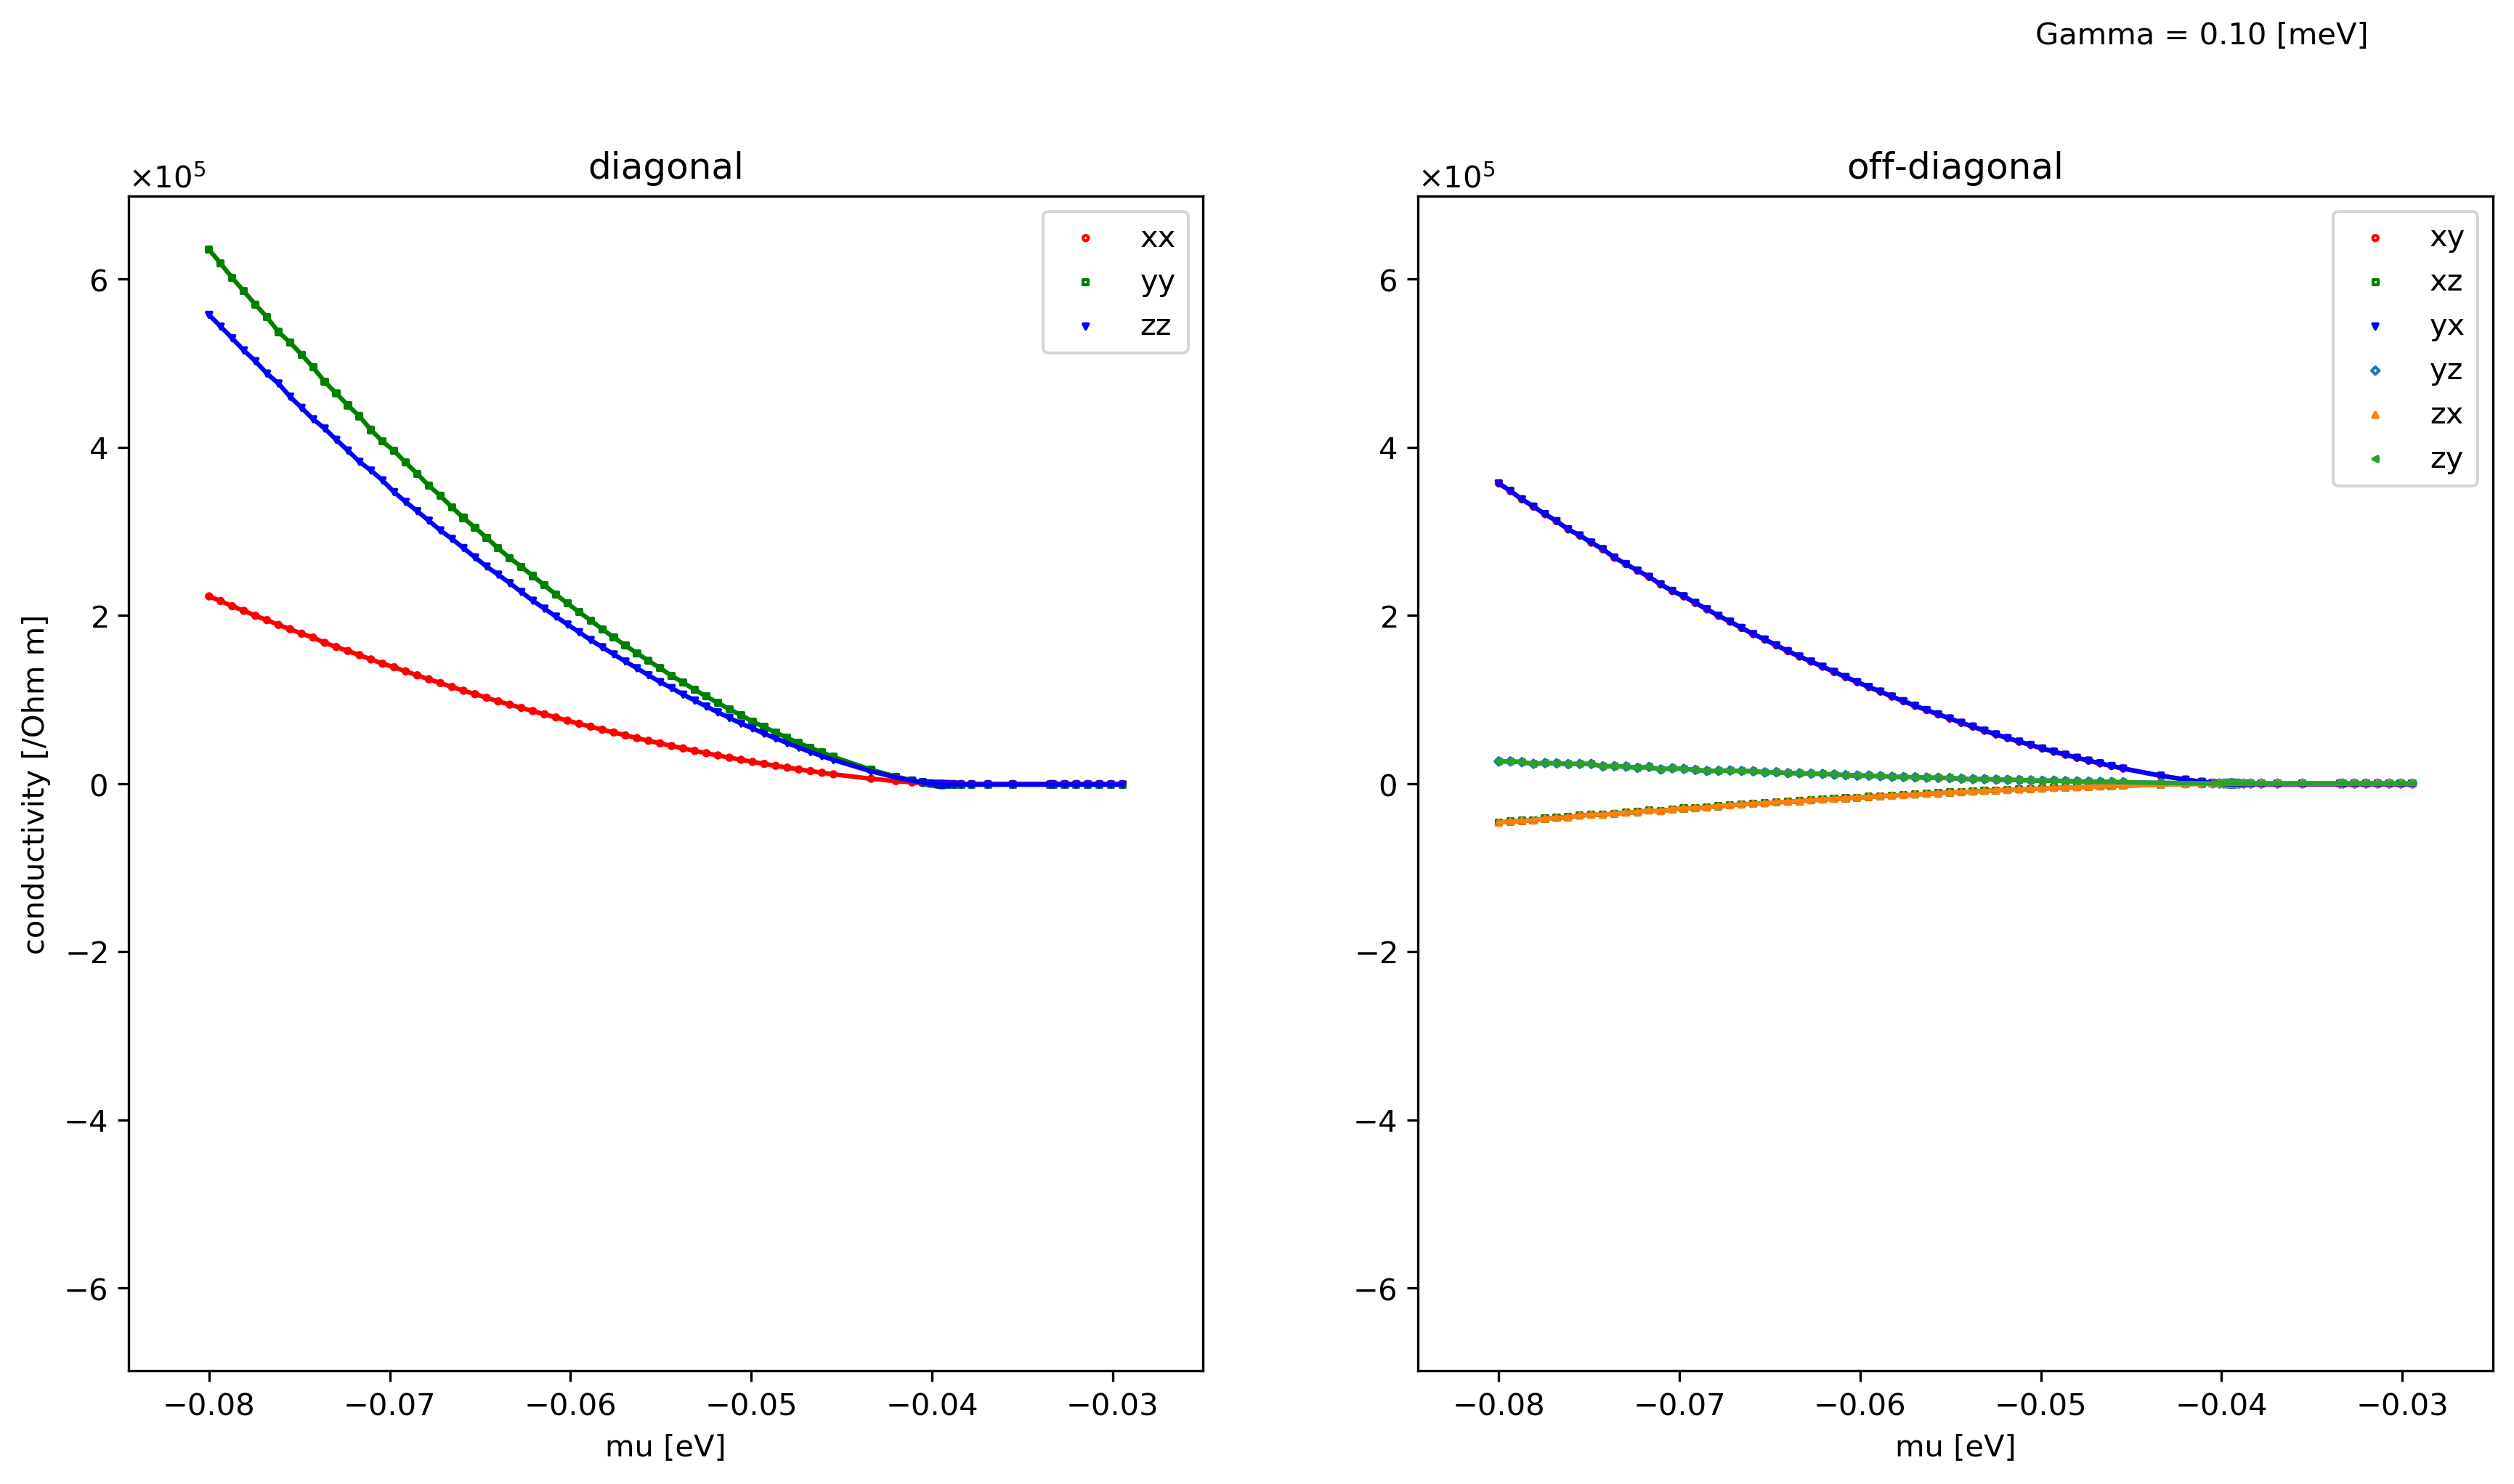 Gamma = 0.10 [meV]
diagonal
×10⁵
xx
yy
zz
6
4
2
0
−2
−4
−6
conductivity [/Ohm m]
−0.08 −0.07 −0.06 −0.05 −0.04 −0.03
mu [eV]
off-diagonal
×10⁵
xy
xz
yx
yz
zx
zy
6
4
2
0
−2
−4
−6
−0.08 −0.07 −0.06 −0.05 −0.04 −0.03
mu [eV]